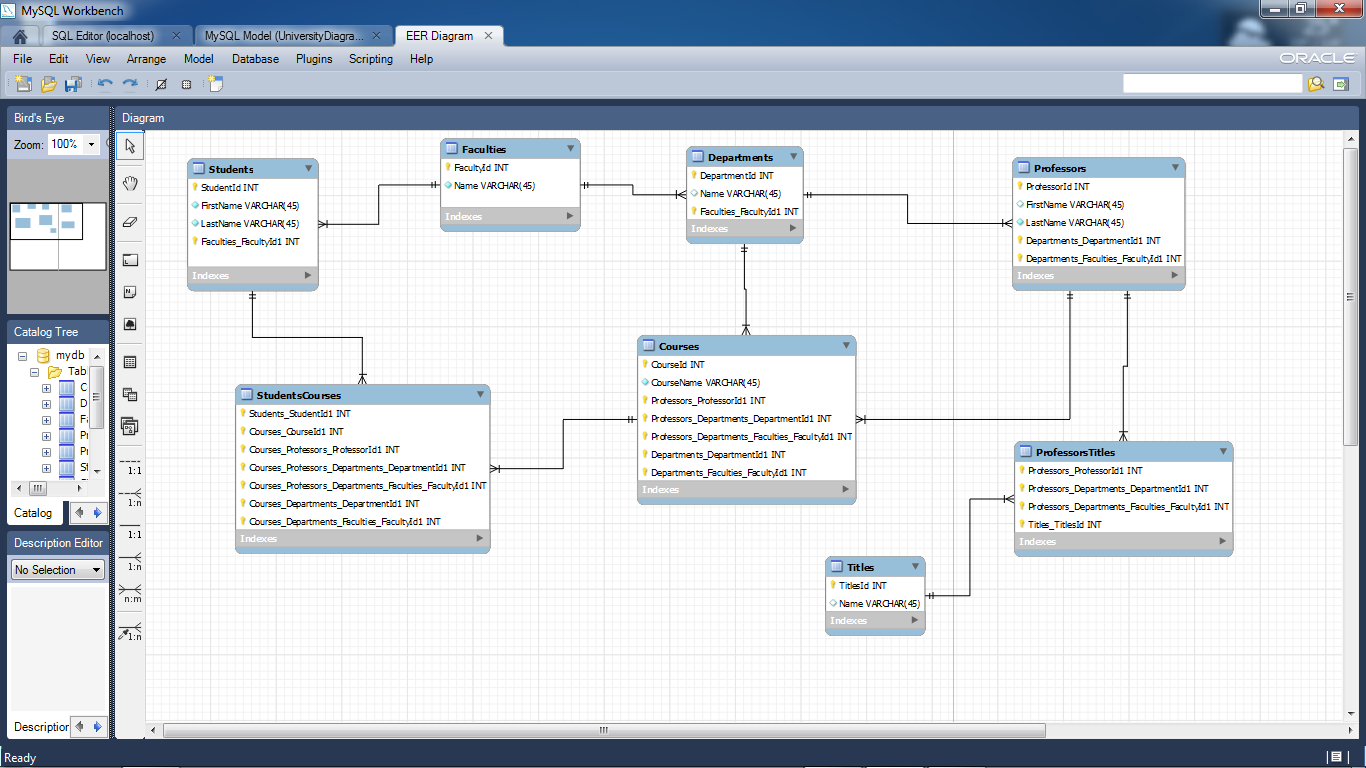 MySQL Workbench
SQL Editor (localhost)
MySQL Model (UniversityDiagra...
EER Diagram
File Edit View Arrange Model Database Plugins Scripting Help
ORACLE
Bird's Eye
Zoom: 100%
Diagram
Catalog Tree
mydb
Tab
C
D
Fa
Pr
Pr
St
Catalog
Description Editor
No Selection
Description
1:1
1:n
1:1
1:n
n:m
1:n
Students
StudentId INT
FirstName VARCHAR(45)
LastName VARCHAR(45)
Faculties_FacultyId1 INT
Indexes
Faculties
FacultyId INT
Name VARCHAR(45)
Indexes
Departments
DepartmentId INT
Name VARCHAR(45)
Faculties_FacultyId1 INT
Indexes
Professors
ProfessorId INT
FirstName VARCHAR(45)
LastName VARCHAR(45)
Departments_DepartmentId1 INT
Departments_Faculties_FacultyId1 INT
Indexes
StudentsCourses
Students_StudentId1 INT
Courses_CourseId1 INT
Courses_Professors_ProfessorId1 INT
Courses_Professors_Departments_DepartmentId1 INT
Courses_Professors_Departments_Faculties_FacultyId1 INT
Courses_Departments_DepartmentId1 INT
Courses_Departments_Faculties_FacultyId1 INT
Indexes
Courses
CourseId INT
CourseName VARCHAR(45)
Professors_ProfessorId1 INT
Professors_Departments_DepartmentId1 INT
Professors_Departments_Faculties_FacultyId1 INT
Departments_DepartmentId1 INT
Departments_Faculties_FacultyId1 INT
Indexes
ProfessorsTitles
Professors_ProfessorId1 INT
Professors_Departments_DepartmentId1 INT
Professors_Departments_Faculties_FacultyId1 INT
Titles_TitlesId INT
Indexes
Titles
TitlesId INT
Name VARCHAR(45)
Indexes
Ready